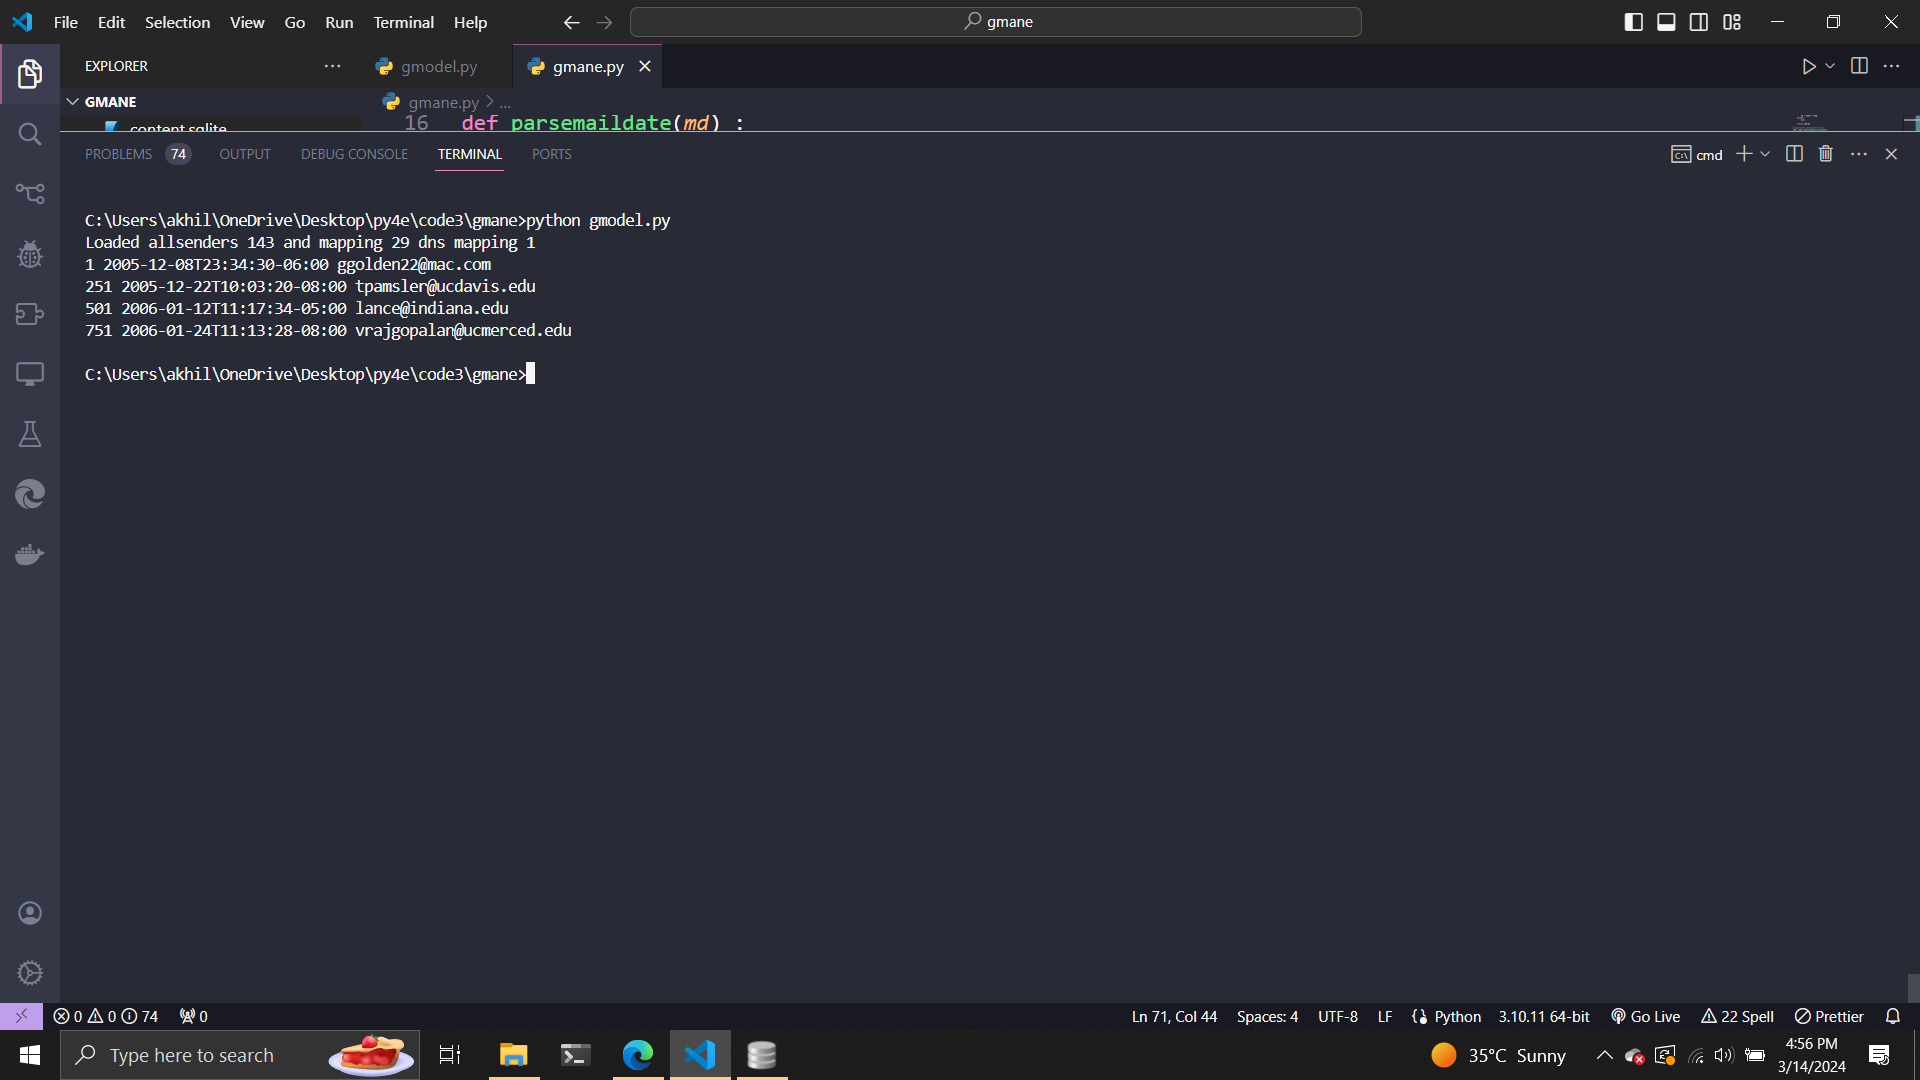 File Edit Selection View Go Run Terminal Help
gmane
EXPLORER
gmodel.py
gmane.py
GMANE
gmane.py > ...
content.sqlite
16 def parsemaildate(md) :
PROBLEMS 74 OUTPUT DEBUG CONSOLE TERMINAL PORTS
cmd
C:\Users\akhil\OneDrive\Desktop\py4e\code3\gmane>python gmodel.py
Loaded allsenders 143 and mapping 29 dns mapping 1
1 2005-12-08T23:34:30-06:00 ggolden22@mac.com
251 2005-12-22T10:03:20-08:00 tpamsler@ucdavis.edu
501 2006-01-12T11:17:34-05:00 lance@indiana.edu
751 2006-01-24T11:13:28-08:00 vrajgopalan@ucmerced.edu
C:\Users\akhil\OneDrive\Desktop\py4e\code3\gmane>
0 0 74 0
Ln 71, Col 44 Spaces: 4 UTF-8 LF Python 3.10.11 64-bit Go Live 22 Spell Prettier
Type here to search
35°C Sunny
4:56 PM
3/14/2024